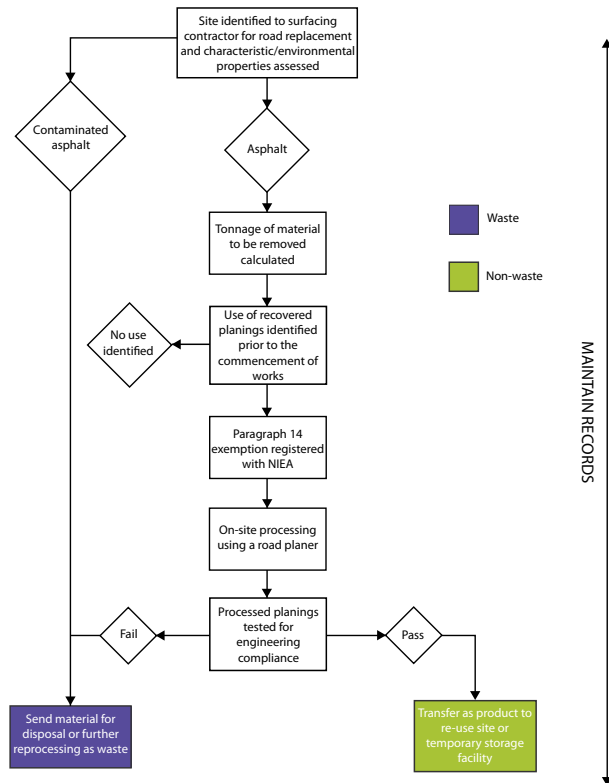 Site identified to surfacing
contractor for road replacement
and characteristic/environmental
properties assessed
Contaminated
asphalt
Asphalt
Waste
Non-waste
Tonnage of material
to be removed
calculated
Use of recovered
planings identified
prior to the
commencement of
works
No use
identified
Paragraph 14
exemption registered
with NIEA
On-site processing
using a road planer
Processed planings
tested for
engineering
compliance
Fail
Pass
Send material for
disposal or further
reprocessing as waste
Transfer as product to
re-use site or
temporary storage
facility
MAINTAIN RECORDS